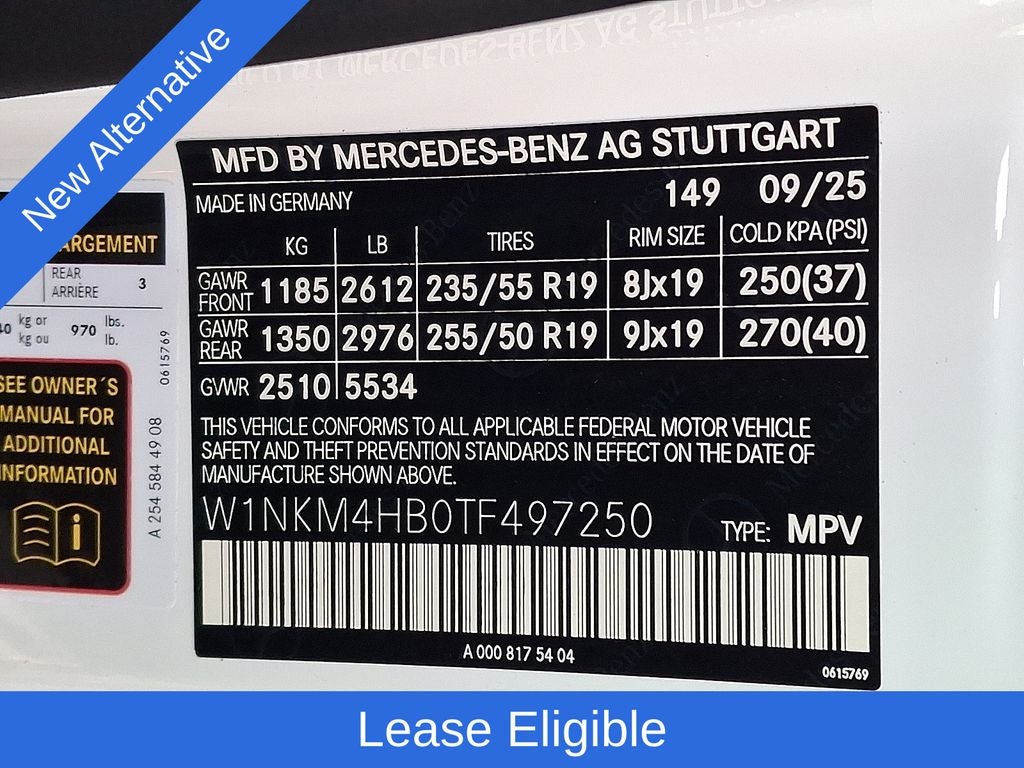 New Alternative
MFD BY MERCEDES-BENZ AG STUTTGART
MADE IN GERMANY 149 09/25
KG LB TIRES RIM SIZE COLD KPA (PSI)
GAWR FRONT 1185 2612 235/55 R19 8Jx19 250(37)
GAWR REAR 1350 2976 255/50 R19 9Jx19 270(40)
GVWR 2510 5534
THIS VEHICLE CONFORMS TO ALL APPLICABLE FEDERAL MOTOR VEHICLE
SAFETY AND THEFT PREVENTION STANDARDS IN EFFECT ON THE DATE OF
MANUFACTURE SHOWN ABOVE.
W1NKM4HB0TF497250 TYPE: MPV
A 000 817 54 04
0615769
REAR
ARRIÈRE 3
kg or
kg ou 970 lbs.
lb.
0615769
SEE OWNER´S
MANUAL FOR
ADDITIONAL
INFORMATION
A 254 584 49 08
Lease Eligible